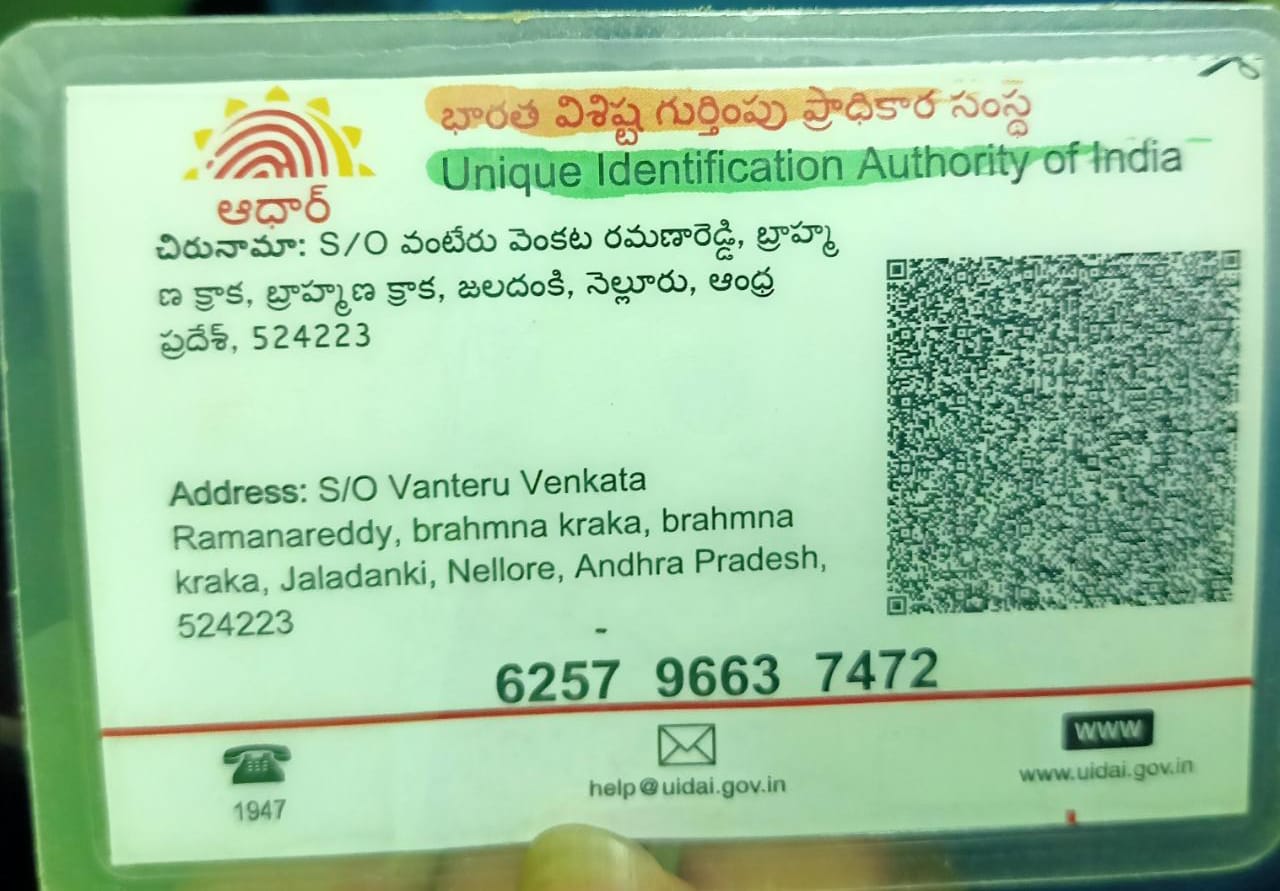 భారత విశిష్ట గుర్తింపు ప్రాధికార సంస్థ
Unique Identification Authority of India
ఆధార్
చిరునామా: S/O వంటేరు వెంకట రమణారెడ్డి, బ్రాహ్మ
ణ క్రాక, బ్రాహ్మణ క్రాక, జలదంకి, నెల్లూరు, ఆంధ్ర
ప్రదేశ్, 524223
Address: S/O Vanteru Venkata
Ramanareddy, brahmna kraka, brahmna
kraka, Jaladanki, Nellore, Andhra Pradesh,
524223
6257 9663 7472
1947
help@uidai.gov.in
www
www.uidai.gov.in